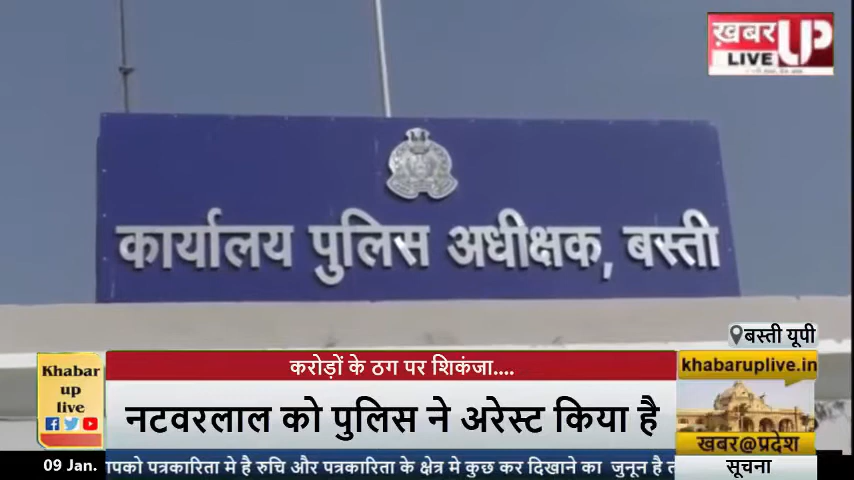 ख़बर
UP
LIVE
कार्यालय पुलिस अधीक्षक, बस्ती
बस्ती यूपी
Khabar
up
live
करोड़ों के ठग पर शिकंजा....
नटवरलाल को पुलिस ने अरेस्ट किया है
khabaruplive.in
खबर@प्रदेश
सूचना
09 Jan.
पको पत्रकारिता मे है रुचि और पत्रकारिता के क्षेत्र मे कुछ कर दिखाने का जुनून है